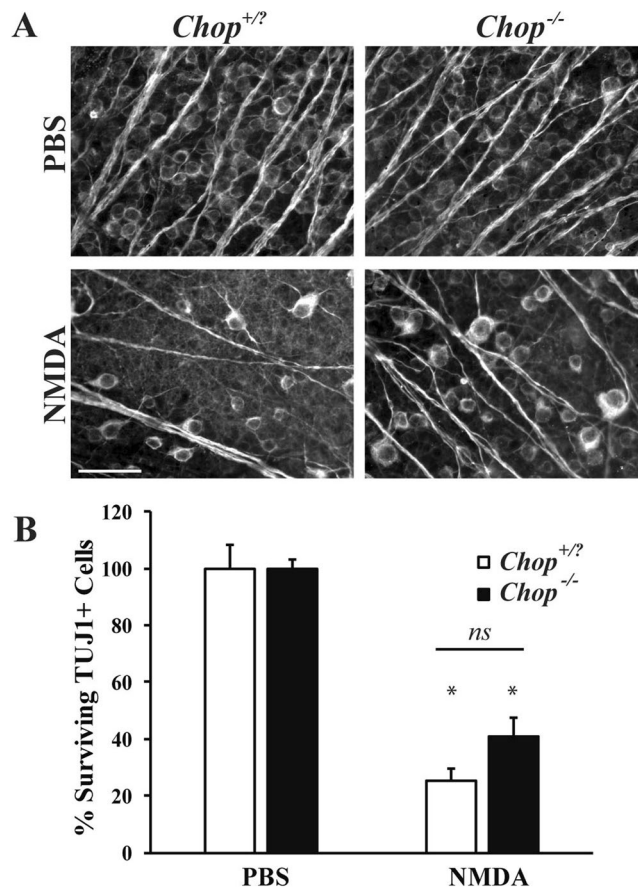 A
Chop+/?
Chop-/-
PBS
NMDA
B
% Surviving TUJ1+ Cells
120
100
80
60
40
20
0
Chop+/?
Chop-/-
ns
* *
PBS NMDA